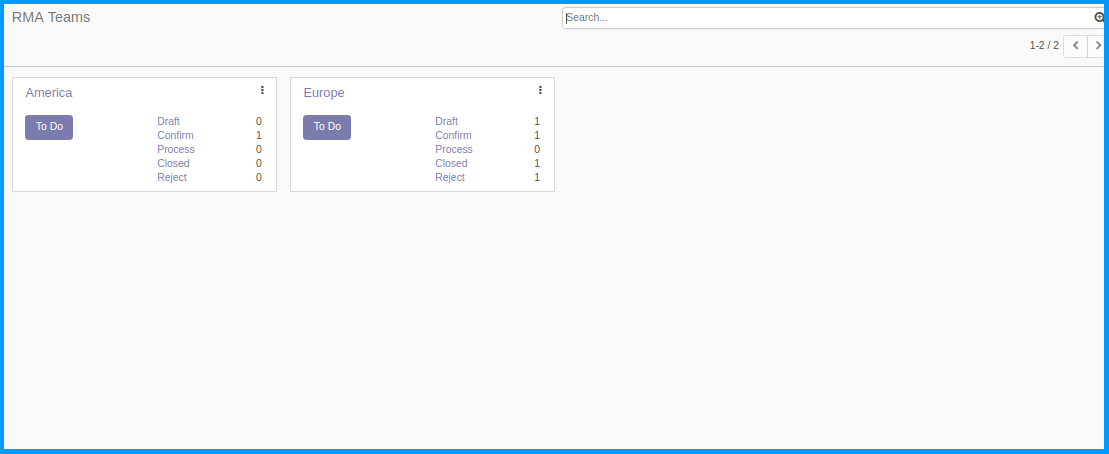 RMA Teams
Search...
1-2 / 2
America
To Do
Draft 0
Confirm 1
Process 0
Closed 0
Reject 0
Europe
To Do
Draft 1
Confirm 1
Process 0
Closed 1
Reject 1